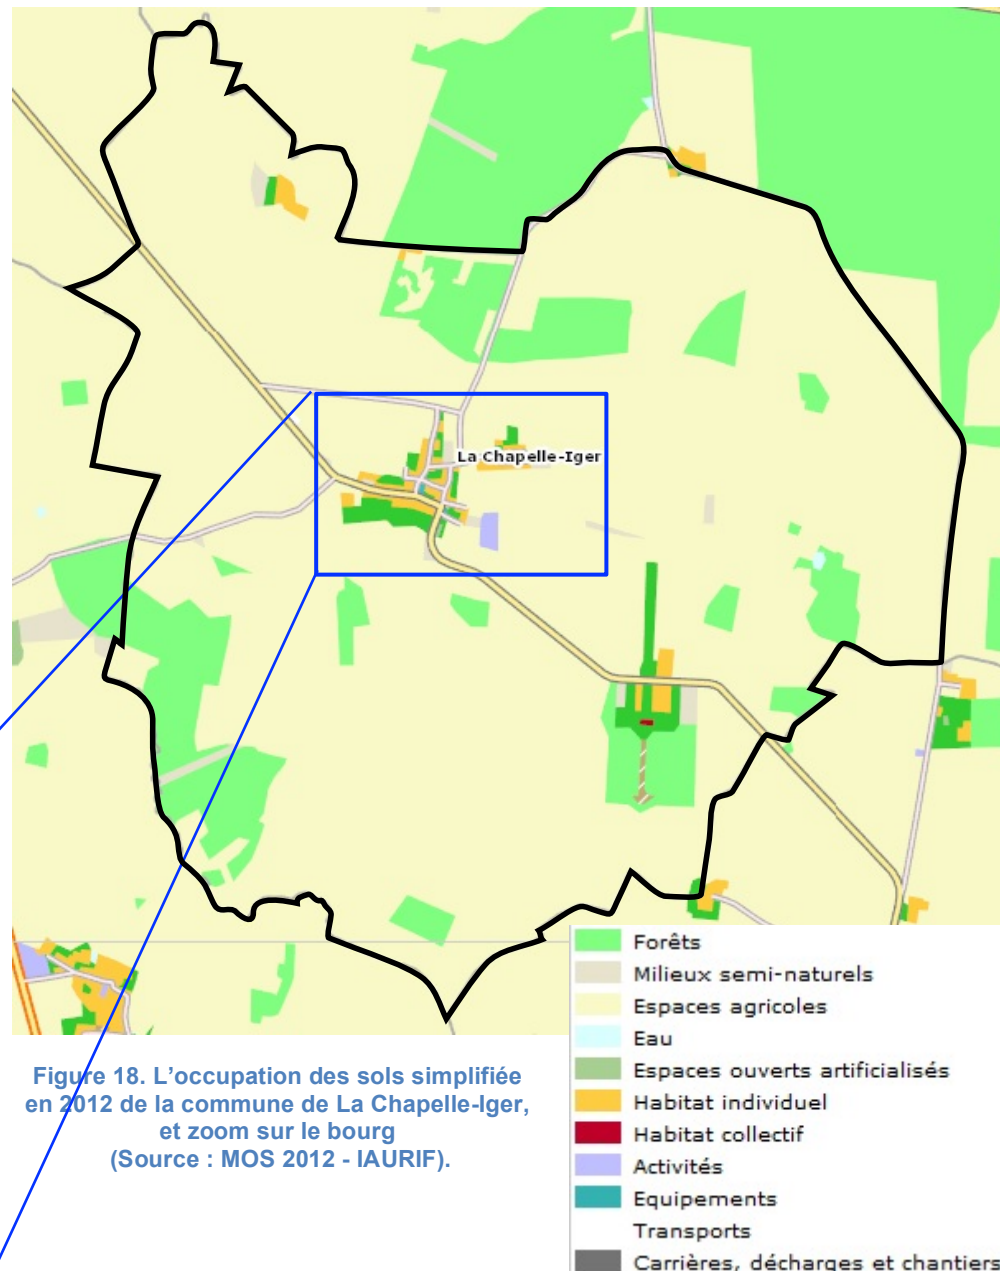 La Chapelle-Iger
Forêts
Milieux semi-naturels
Espaces agricoles
Eau
Espaces ouverts artificialisés
Habitat individuel
Habitat collectif
Activités
Equipements
Transports
Carrières, décharges et chantiers
Figure 18. L’occupation des sols simplifiée
en 2012 de la commune de La Chapelle-Iger,
et zoom sur le bourg
(Source : MOS 2012 - IAURIF).